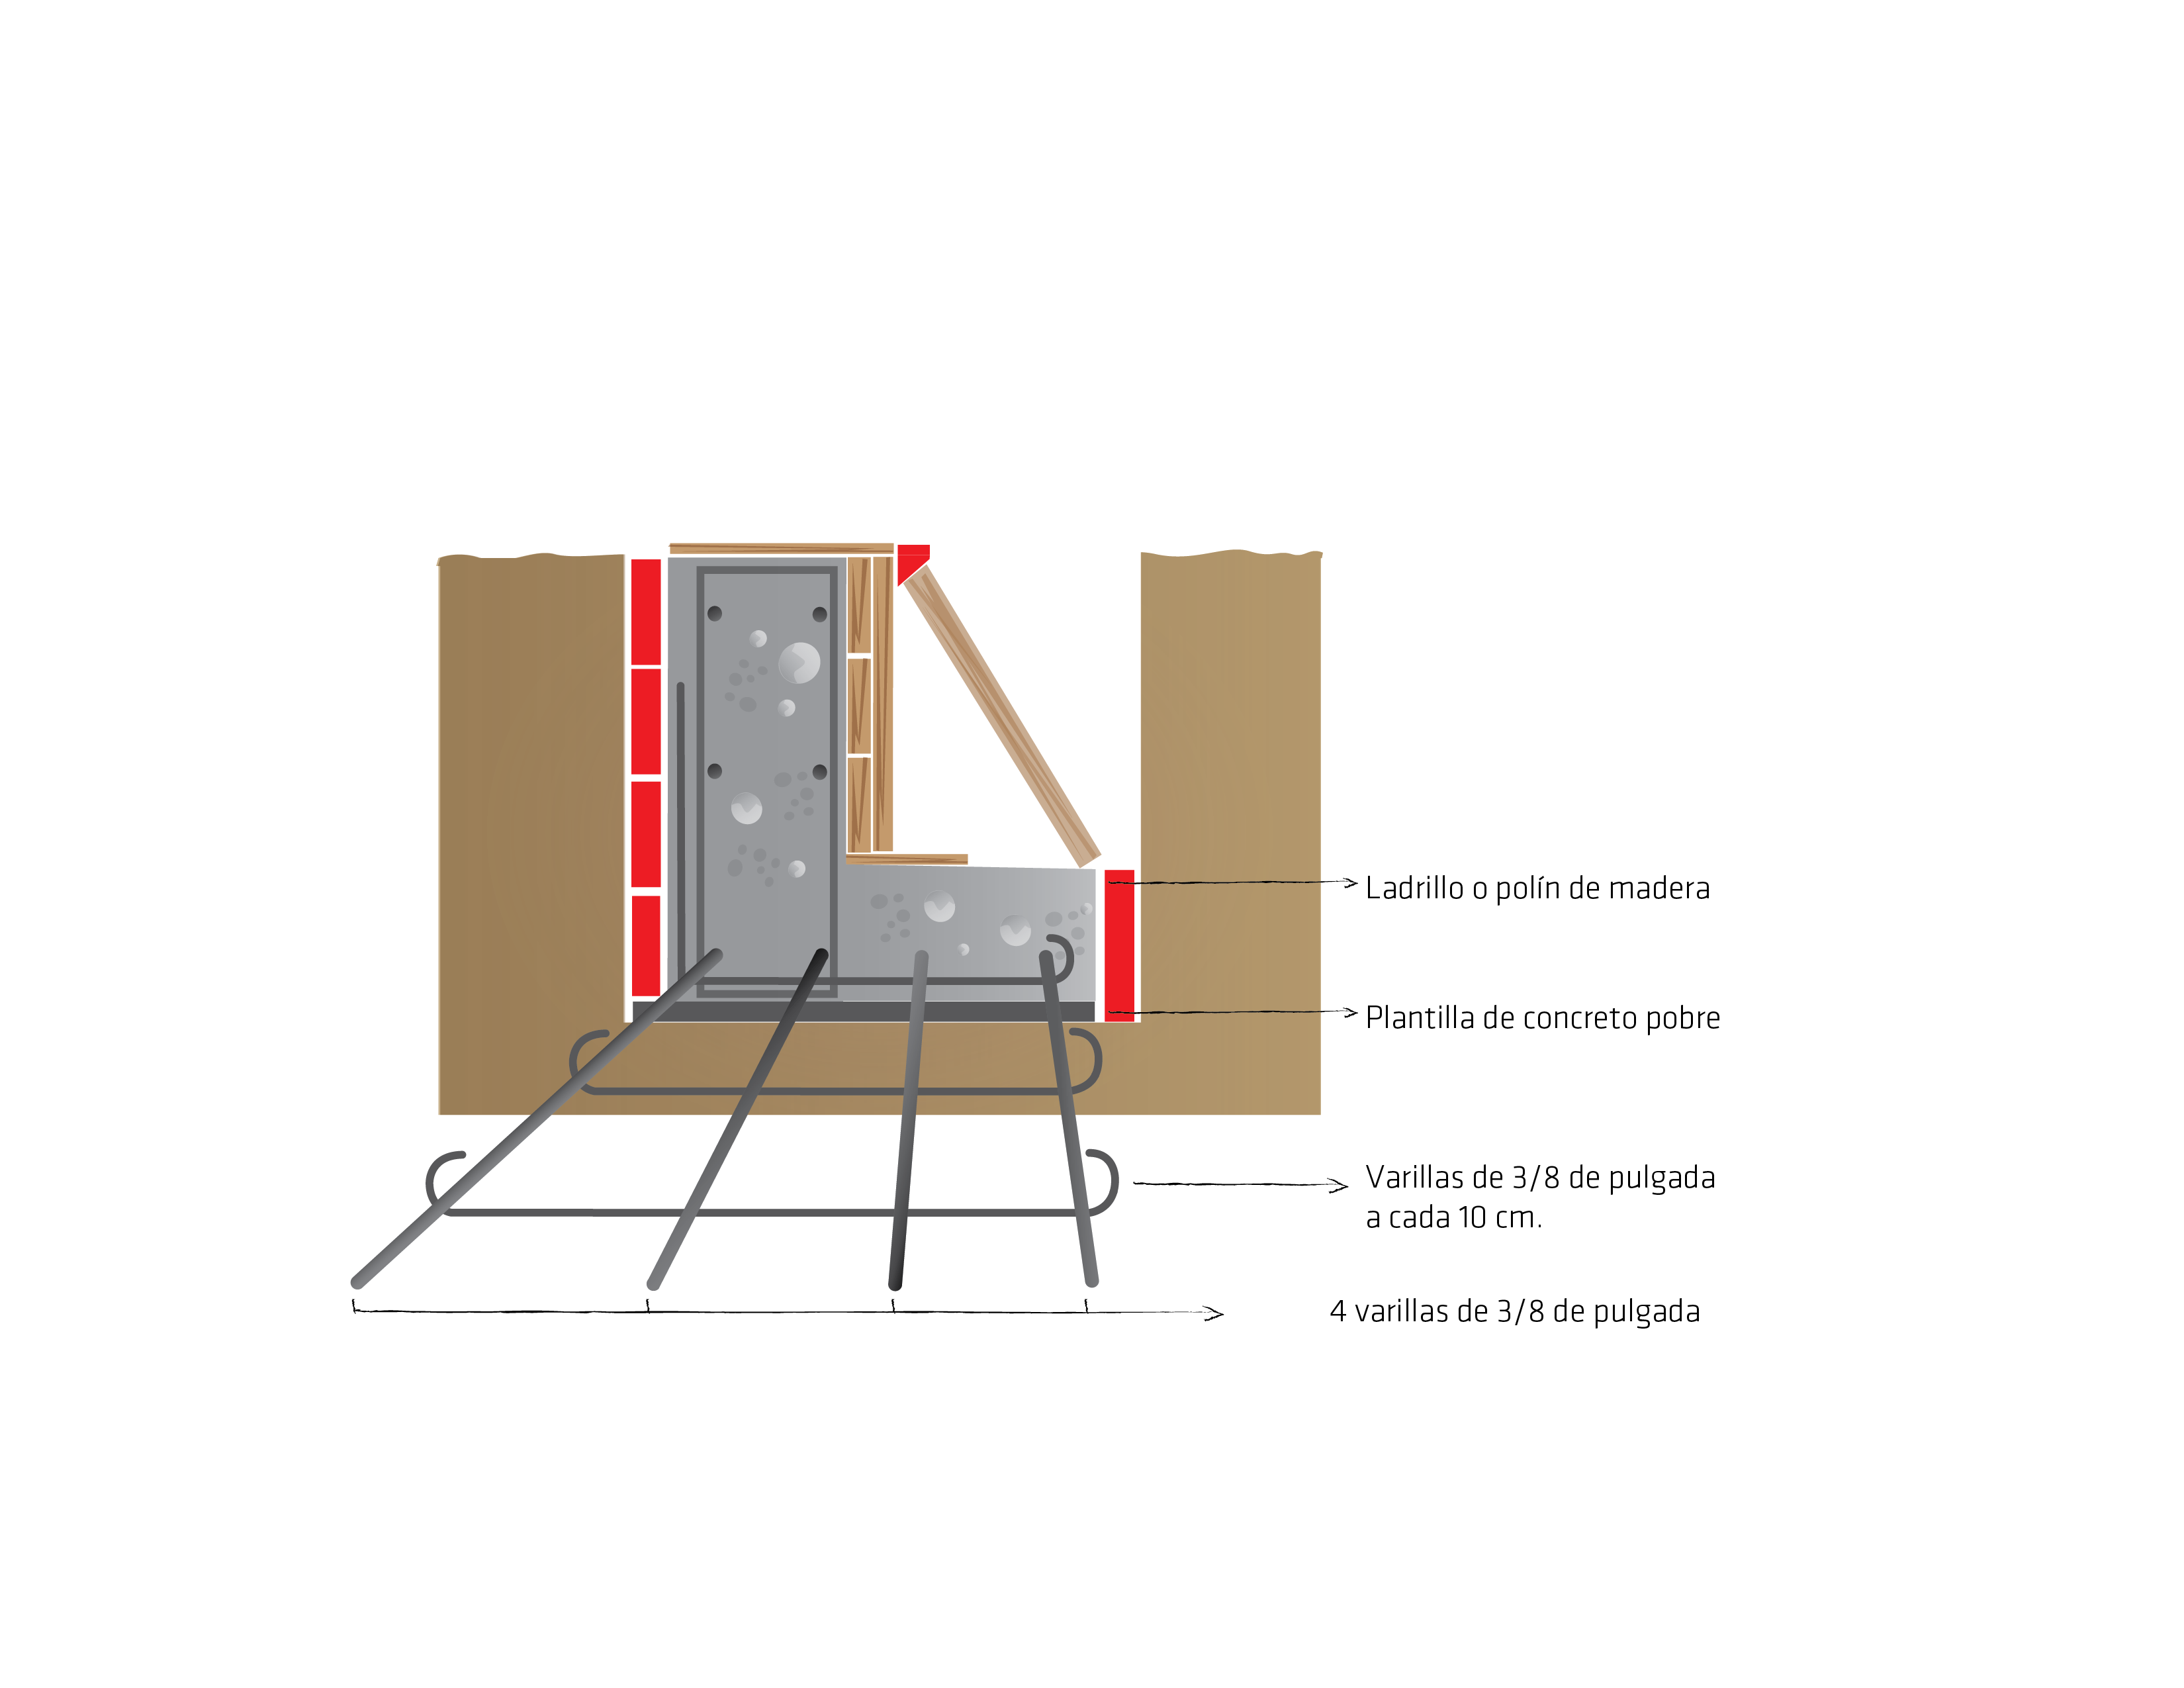 Ladrillo o polín de madera
Plantilla de concreto pobre
Varillas de 3/8 de pulgada
a cada 10 cm.
4 varillas de 3/8 de pulgada